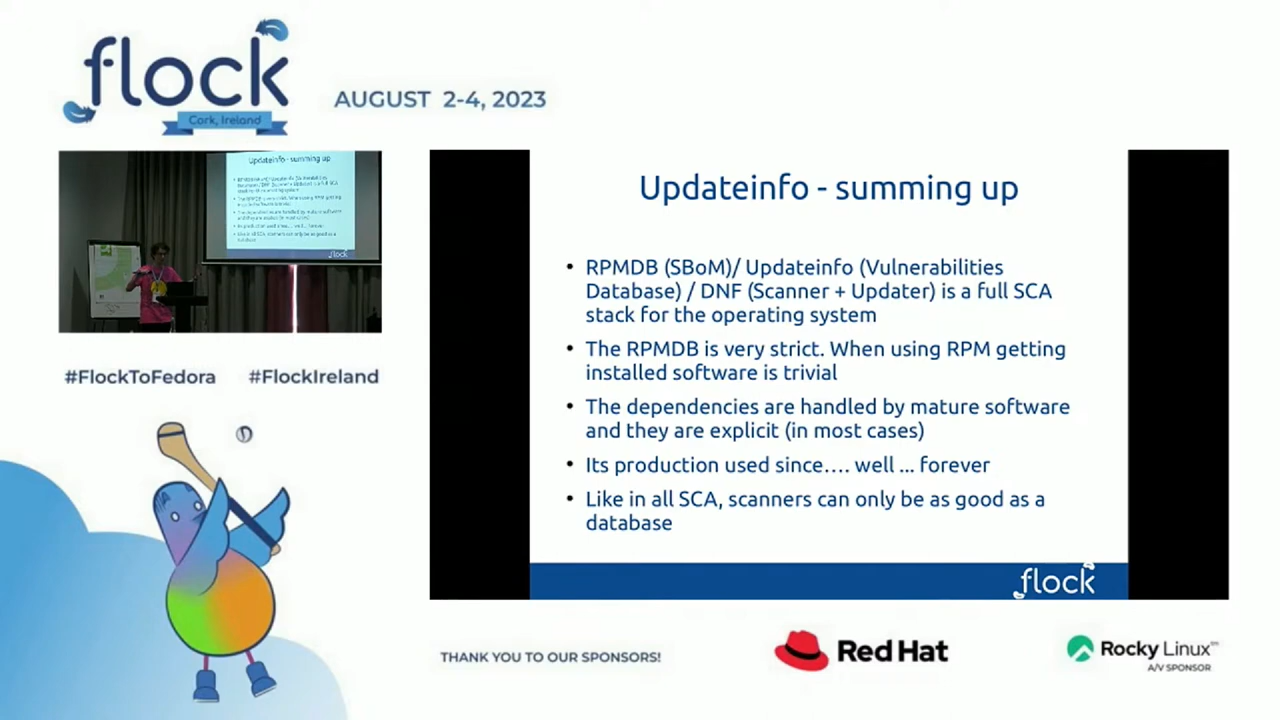 flock
Cork, Ireland
AUGUST 2-4, 2023
Updateinfo - summing up
#FlockToFedora #FlockIreland
Updateinfo - summing up
• RPMDB (SBoM)/ Updateinfo (Vulnerabilities
Database) / DNF (Scanner + Updater) is a full SCA
stack for the operating system
• The RPMDB is very strict. When using RPM getting
installed software is trivial
• The dependencies are handled by mature software
and they are explicit (in most cases)
• Its production used since.... well ... forever
• Like in all SCA, scanners can only be as good as a
database
flock
THANK YOU TO OUR SPONSORS!
Red Hat
Rocky Linux
A/V SPONSOR